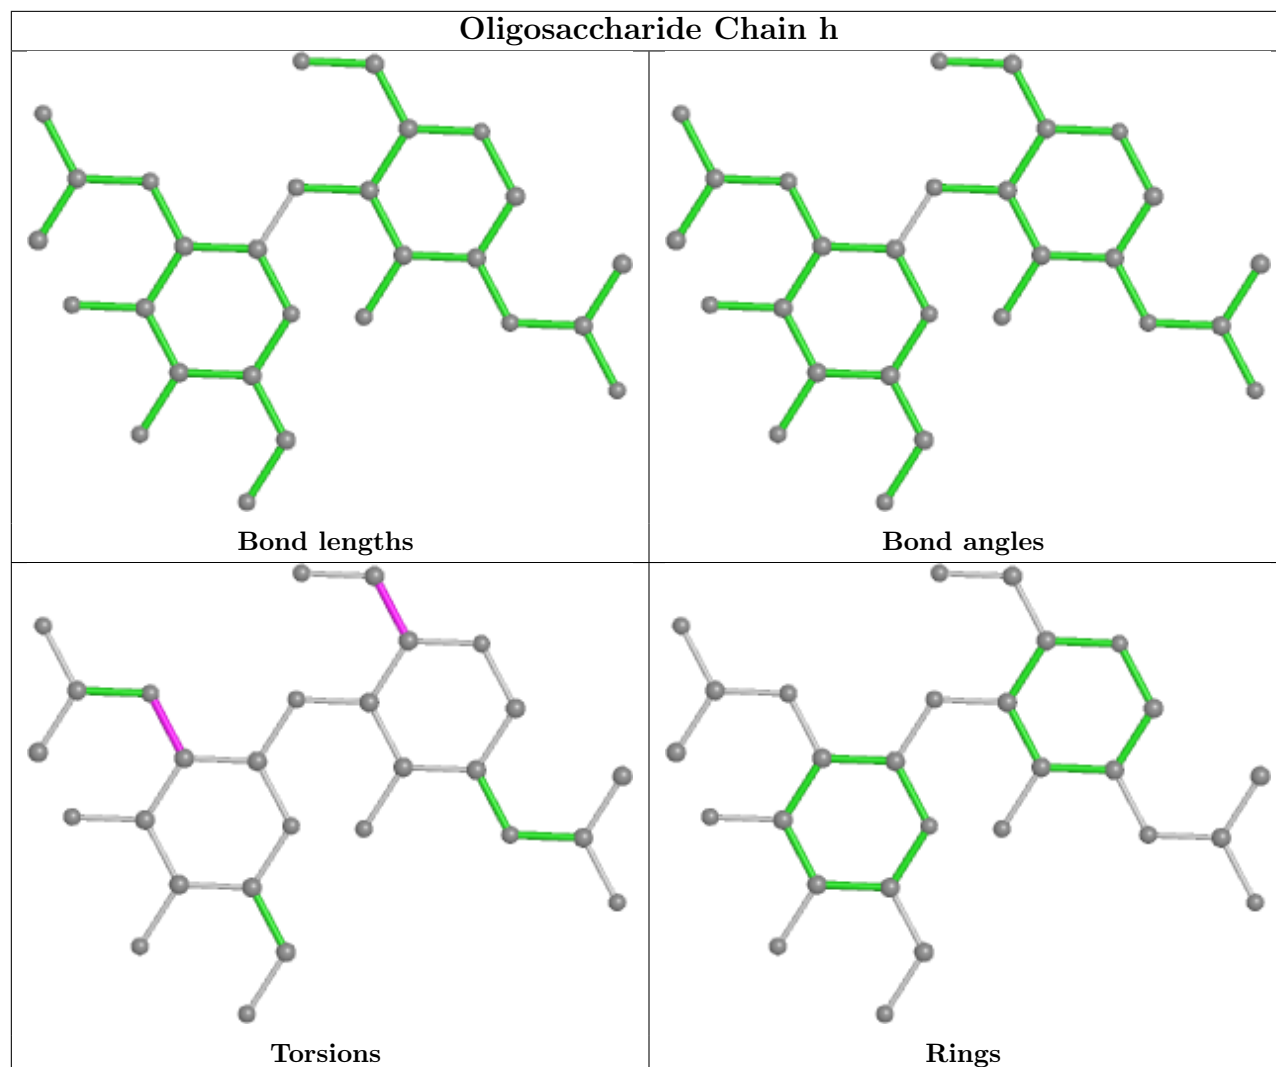 Oligosaccharide Chain h
Bond lengths
Bond angles
Torsions
Rings